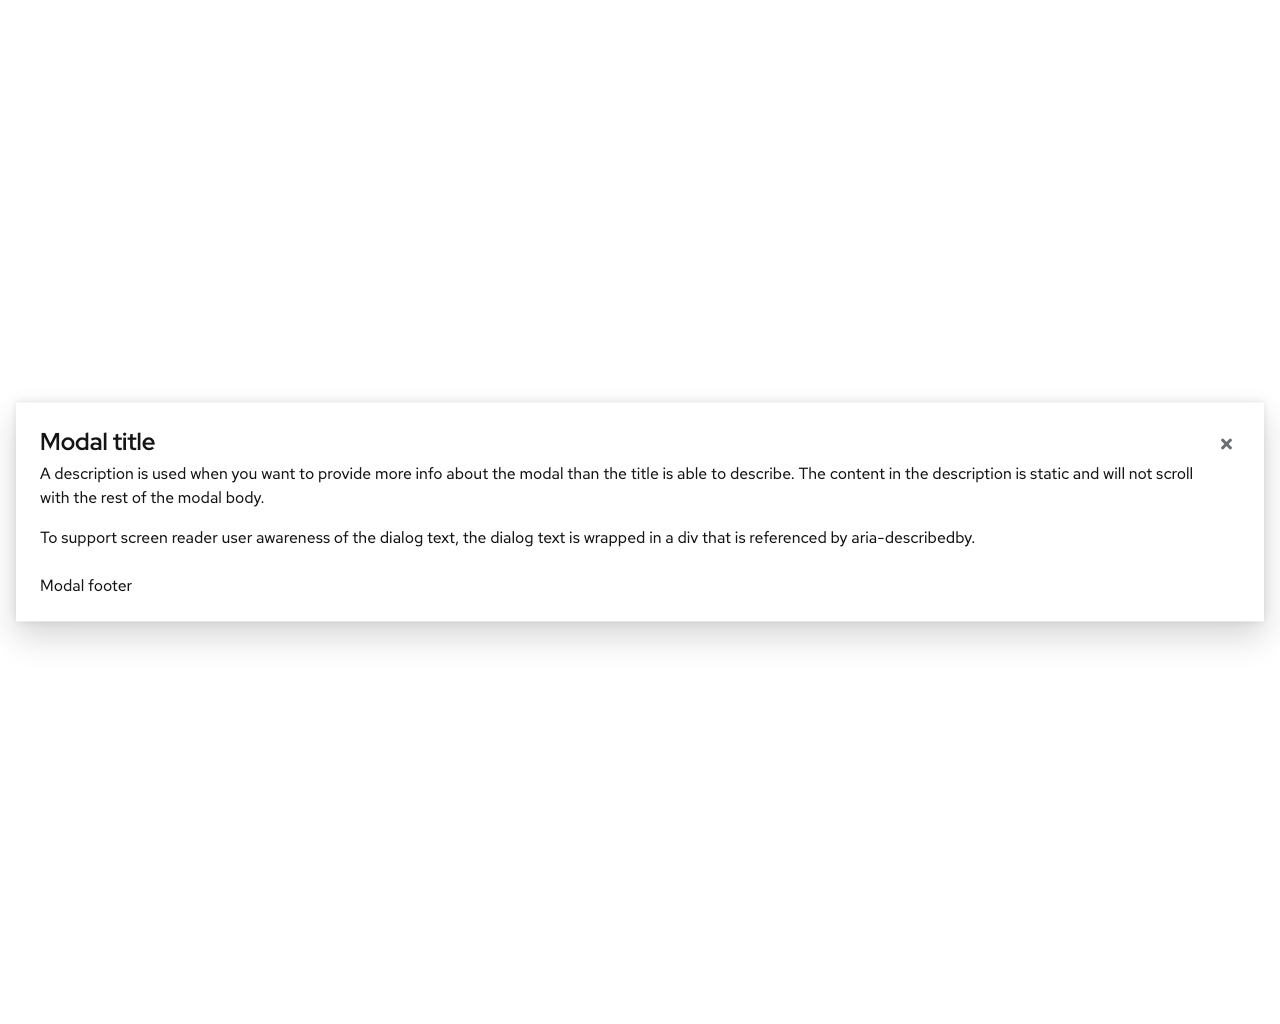 Modal title
A description is used when you want to provide more info about the modal than the title is able to describe. The content in the description is static and will not scroll
with the rest of the modal body.
To support screen reader user awareness of the dialog text, the dialog text is wrapped in a div that is referenced by aria-describedby.
Modal footer